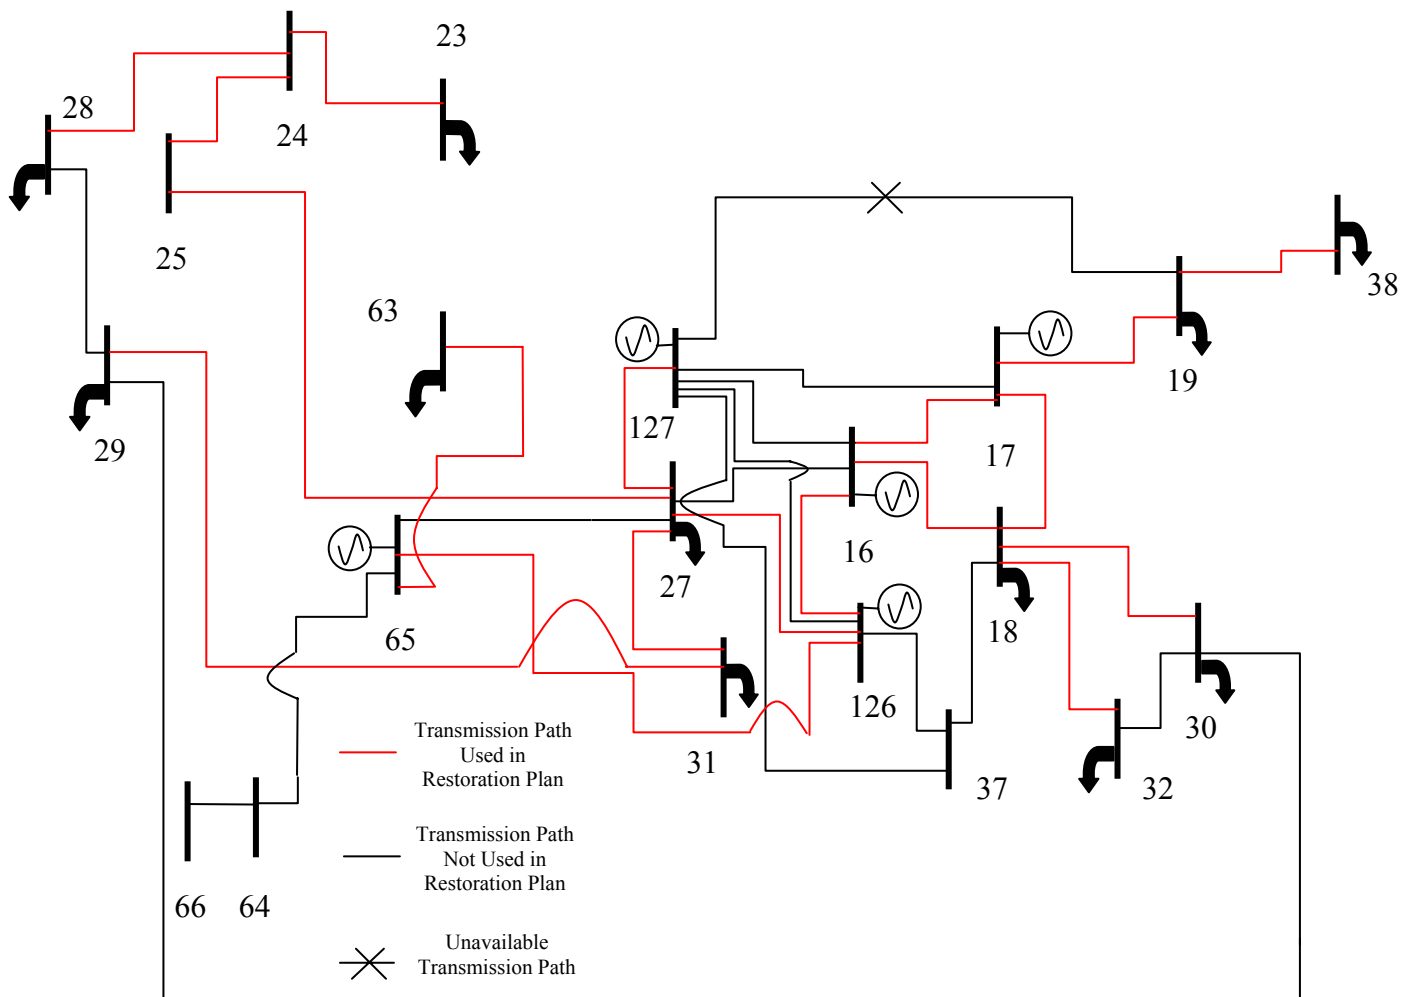 23
28
24
25
38
63
19
127
17
29
16
27
18
65
30
126
31
37
32
66
64
Transmission Path
Used in
Restoration Plan
Transmission Path
Not Used in
Restoration Plan
Unavailable
Transmission Path